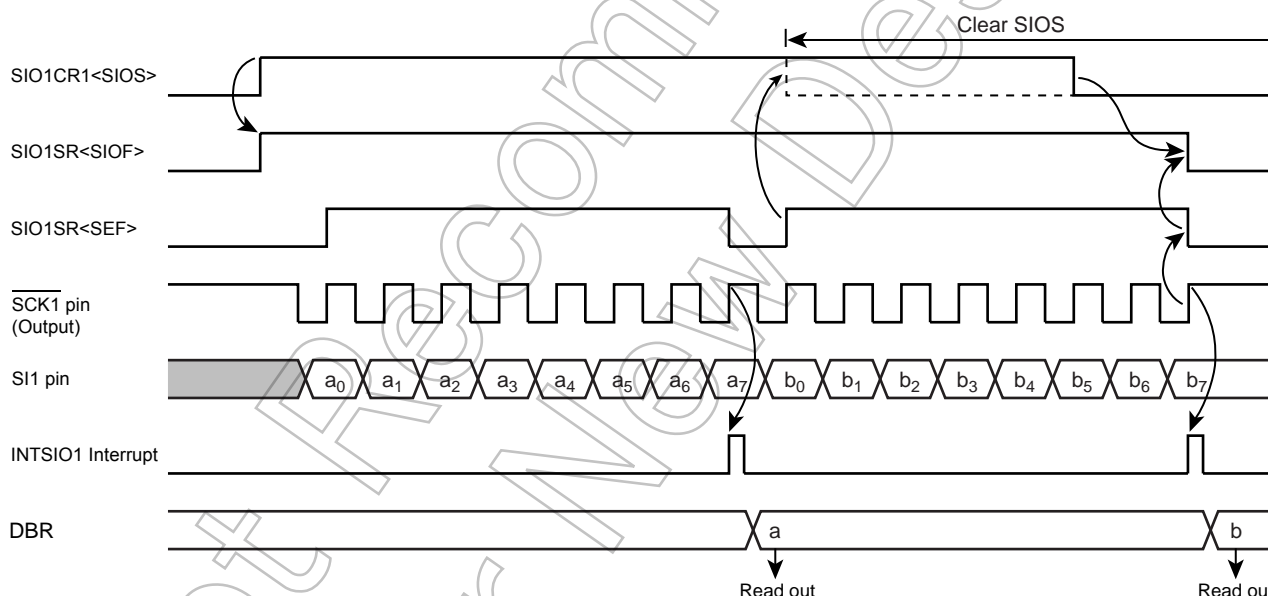 Clear SIOS
SIO1CR1<SIOS>
SIO1SR<SIOF>
SIO1SR<SEF>
SCK1 pin
(Output)
SI1 pin
a0 a1 a2 a3 a4 a5 a6 a7 b0 b1 b2 b3 b4 b5 b6 b7
INTSIO1 Interrupt
DBR
a b
Read out Read ou